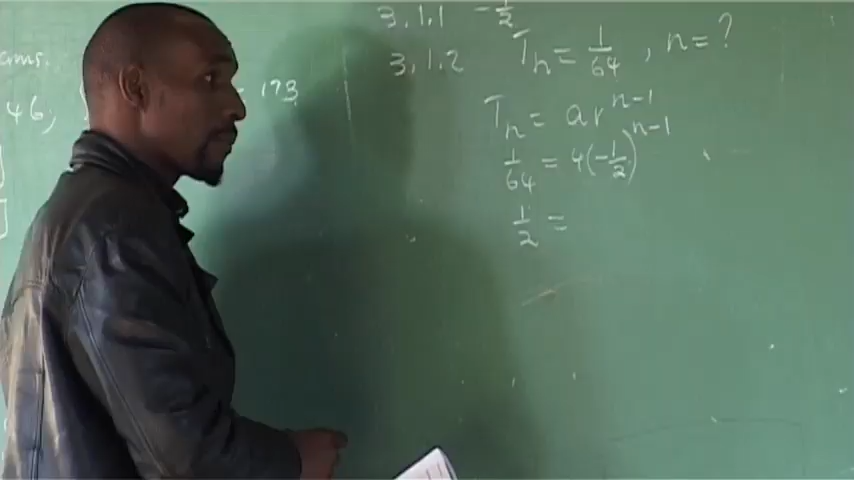 3.1.1 -1/2
3.1.2 Tn = 1/64 , n = ?
46; - 173
Tn = ar^(n-1)
1/64 = 4(-1/2)^(n-1)
1/2 =